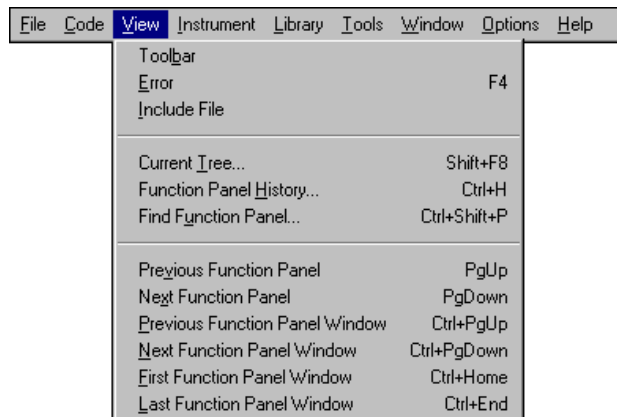 File Code View Instrument Library Tools Window Options Help
Toolbar
Error F4
Include File
Current Tree... Shift+F8
Function Panel History... Ctrl+H
Find Function Panel... Ctrl+Shift+P
Previous Function Panel PgUp
Next Function Panel PgDown
Previous Function Panel Window Ctrl+PgUp
Next Function Panel Window Ctrl+PgDown
First Function Panel Window Ctrl+Home
Last Function Panel Window Ctrl+End